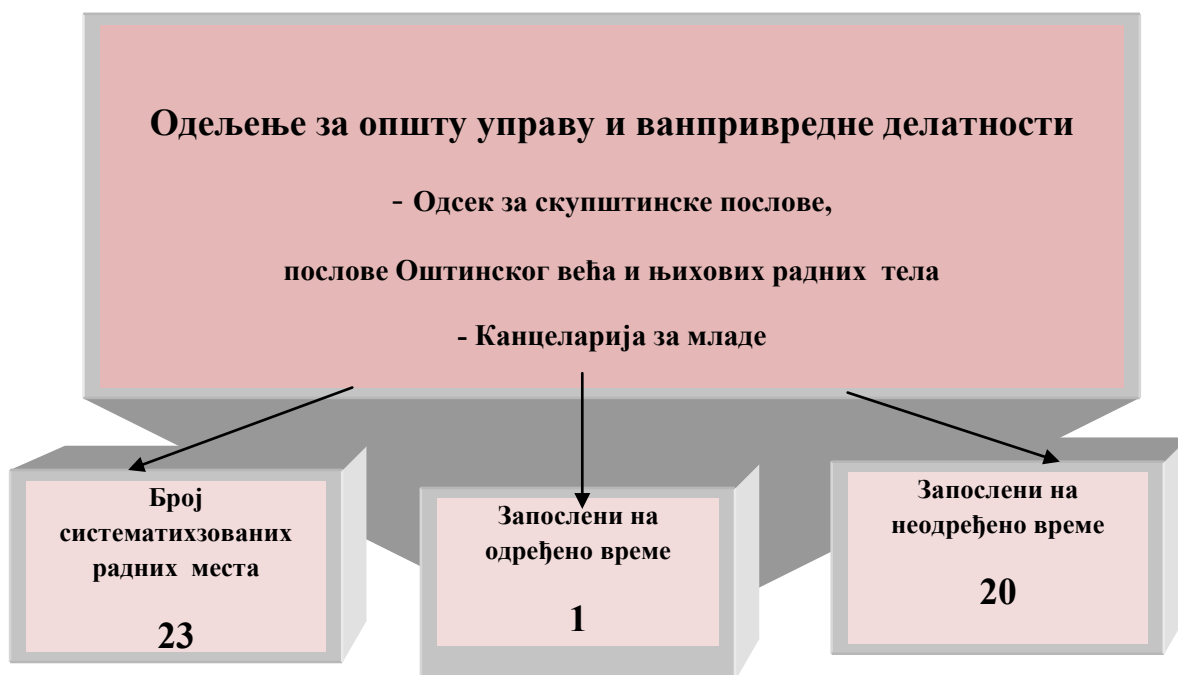 Одељење за општу управу и ванпривредне делатности
- Одсек за скупштинске послове,
послове Оштинског већа и њихових радних тела
- Канцеларија за младе
Број
систематихзованих
радних места
23
Запослени на
одређено време
1
Запослени на
неодређено време
20